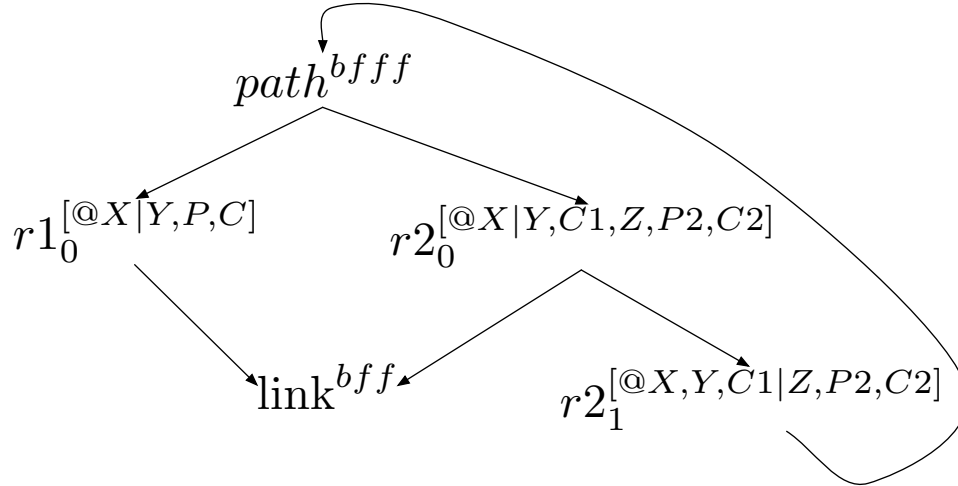 path^{bfff}
r1_0^{[@X|Y,P,C]} r2_0^{[@X|Y,C1,Z,P2,C2]}
link^{bff} r2_1^{[@X,Y,C1|Z,P2,C2]}